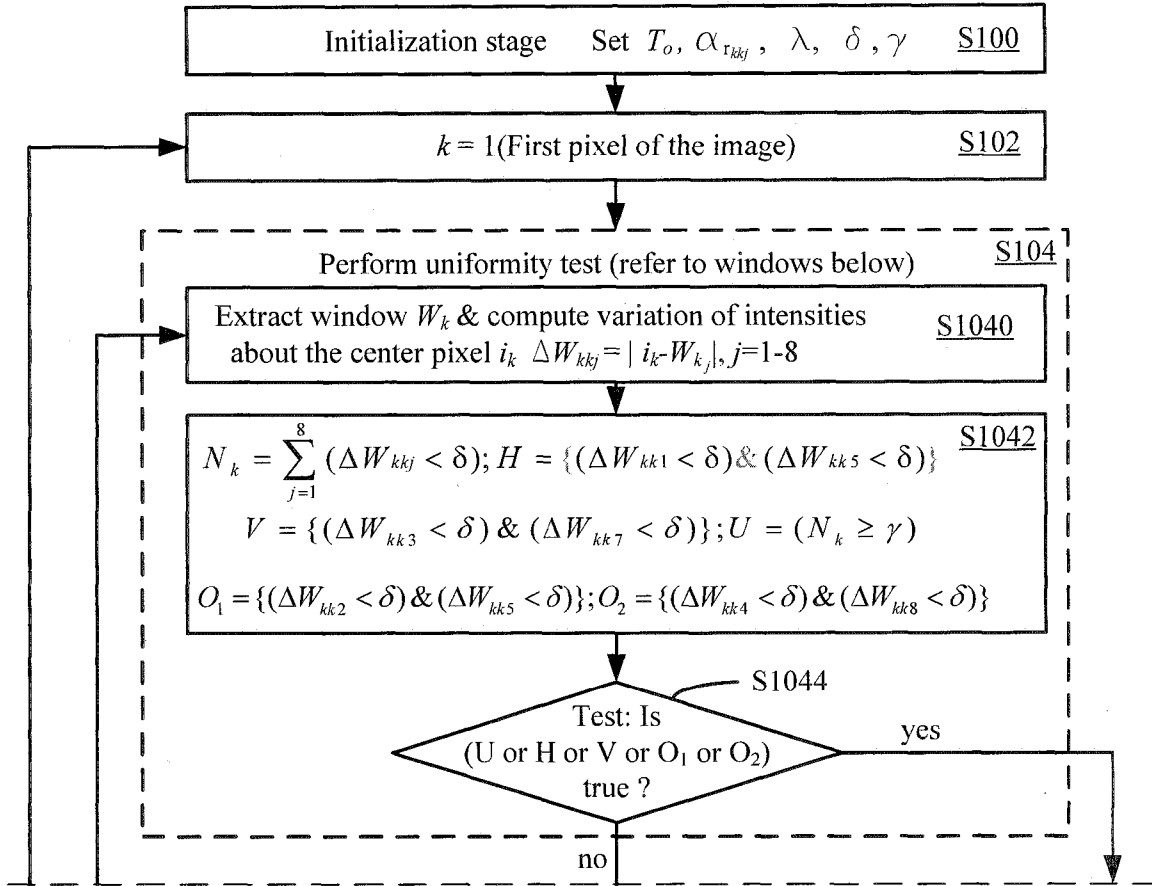 Initialization stage Set T_o, α_{r_{kkj}}, λ, δ, γ S100
k = 1(First pixel of the image) S102
S104
Perform uniformity test (refer to windows below)
Extract window W_k & compute variation of intensities S1040
about the center pixel i_k ΔW_{kkj} = | i_k-W_{k_j}|, j=1-8
S1042
N_k = \sum_{j=1}^{8} (ΔW_{kkj} < δ); H = {(ΔW_{kk1} < δ) & (ΔW_{kk5} < δ)}
V = {(ΔW_{kk3} < δ) & (ΔW_{kk7} < δ)}; U = (N_k ≥ γ)
O_1 = {(ΔW_{kk2} < δ) & (ΔW_{kk5} < δ)}; O_2 = {(ΔW_{kk4} < δ) & (ΔW_{kk8} < δ)}
S1044
Test: Is
(U or H or V or O_1 or O_2)
true ?
yes
no